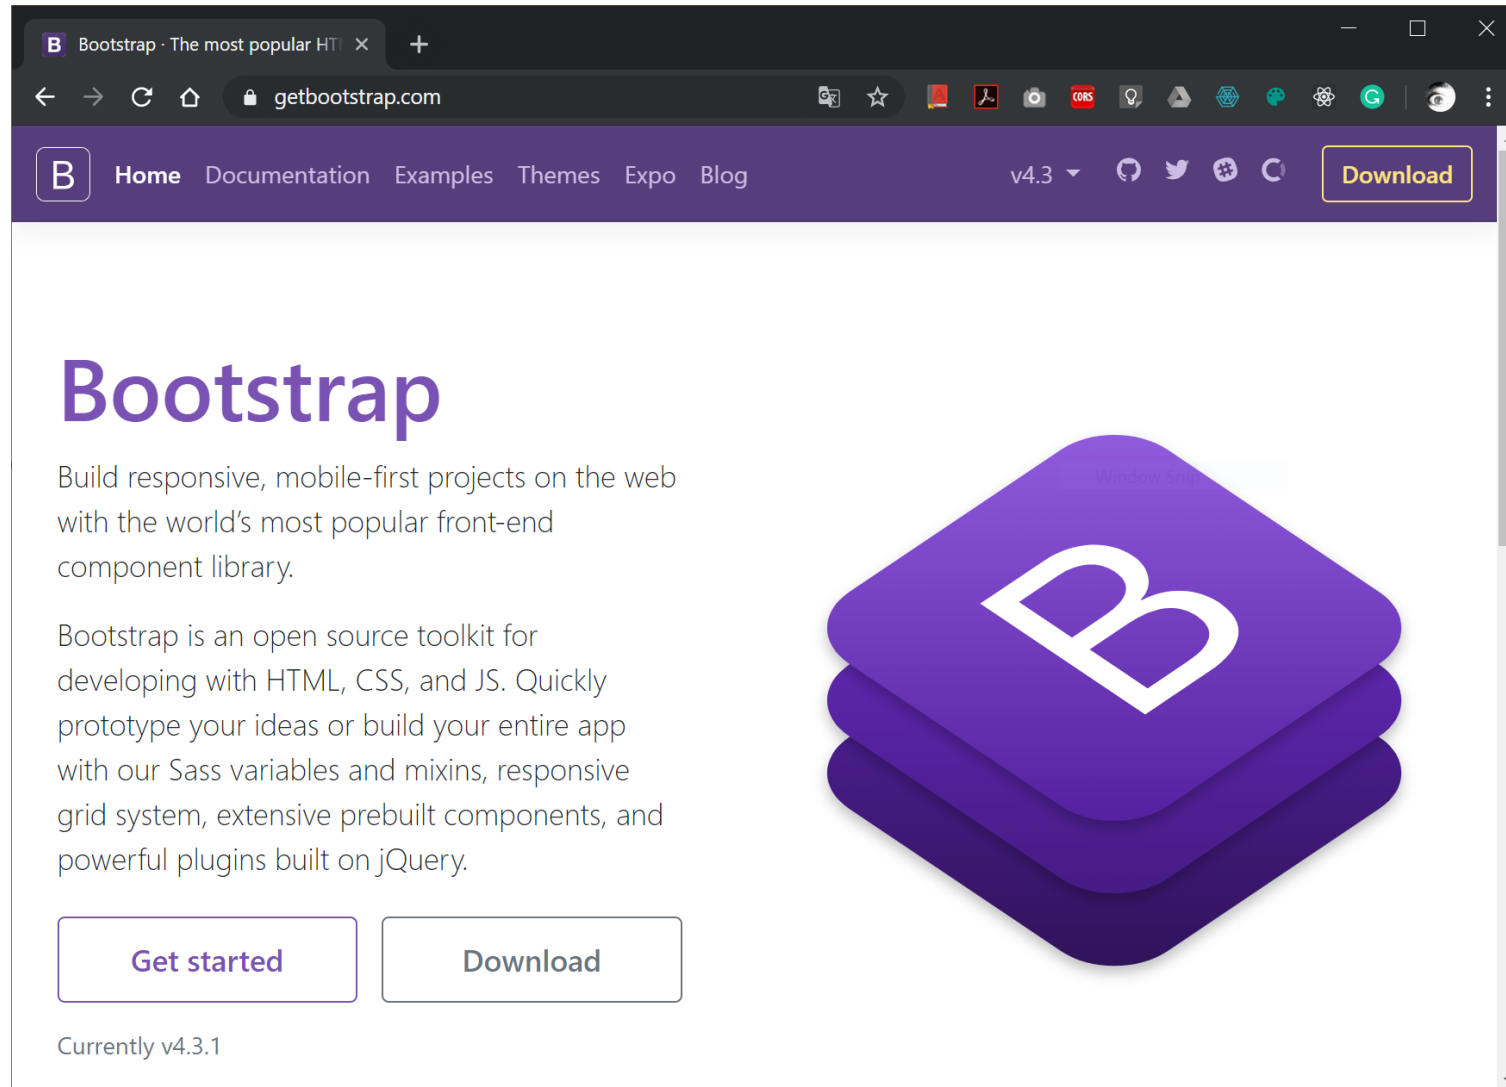 B Bootstrap · The most popular HT
getbootstrap.com
CORS
B Home Documentation Examples Themes Expo Blog v4.3 Download
Bootstrap
Build responsive, mobile-first projects on the web
with the world’s most popular front-end
component library.
Window Snip
B
Bootstrap is an open source toolkit for
developing with HTML, CSS, and JS. Quickly
prototype your ideas or build your entire app
with our Sass variables and mixins, responsive
grid system, extensive prebuilt components, and
powerful plugins built on jQuery.
Get started Download
Currently v4.3.1